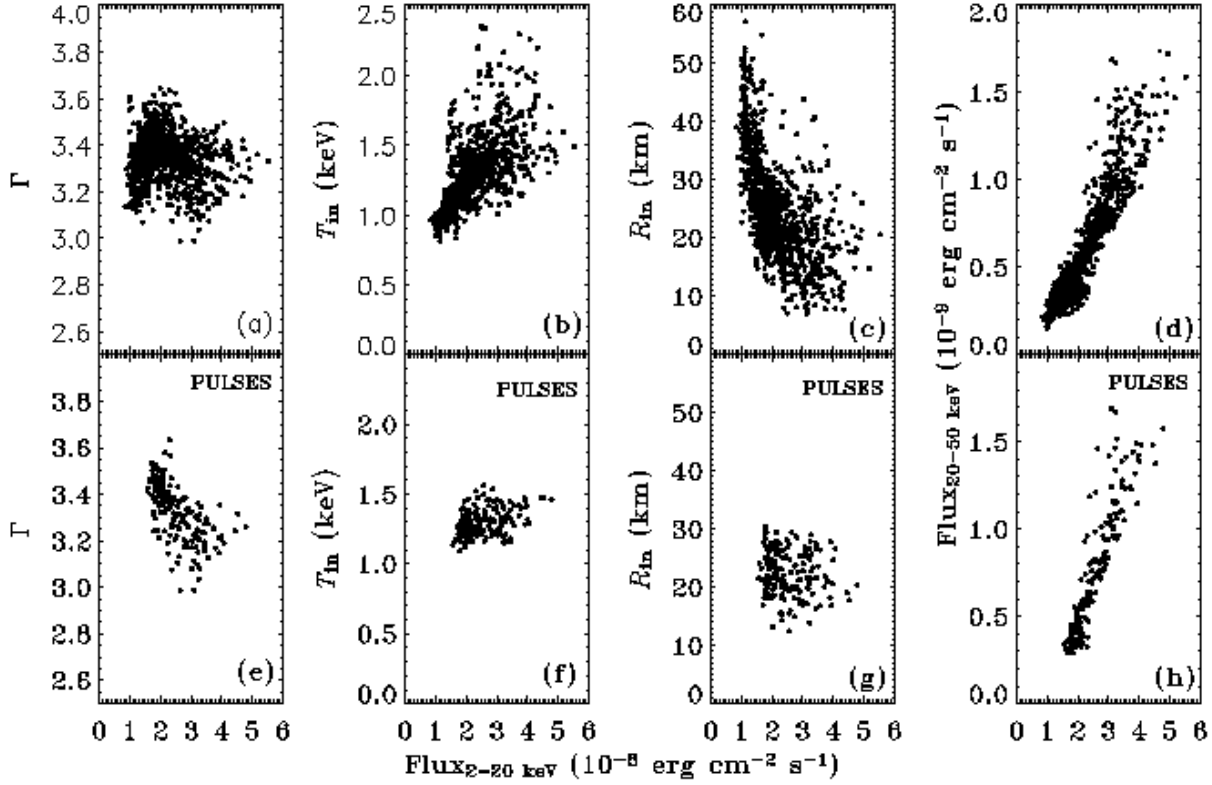 4.0
3.8
3.6
3.4
3.2
3.0
2.8
2.6
Γ
(a)
2.5
2.0
1.5
1.0
0.5
0.0
T_in (keV)
(b)
60
50
40
30
20
10
0
R_in (km)
(c)
2.0
1.5
1.0
0.5
0.0
Flux_20−50 keV (10^−9 erg cm^−2 s^−1)
(d)
PULSES
3.8
3.6
3.4
3.2
3.0
2.8
2.6
Γ
(e)
0 1 2 3 4 5 6
PULSES
2.0
1.5
1.0
0.5
0.0
T_in (keV)
(f)
0 1 2 3 4 5 6
PULSES
50
40
30
20
10
0
R_in (km)
(g)
0 1 2 3 4 5 6
PULSES
1.5
1.0
0.5
0.0
(h)
0 1 2 3 4 5 6
Flux_2−20 keV (10^−8 erg cm^−2 s^−1)